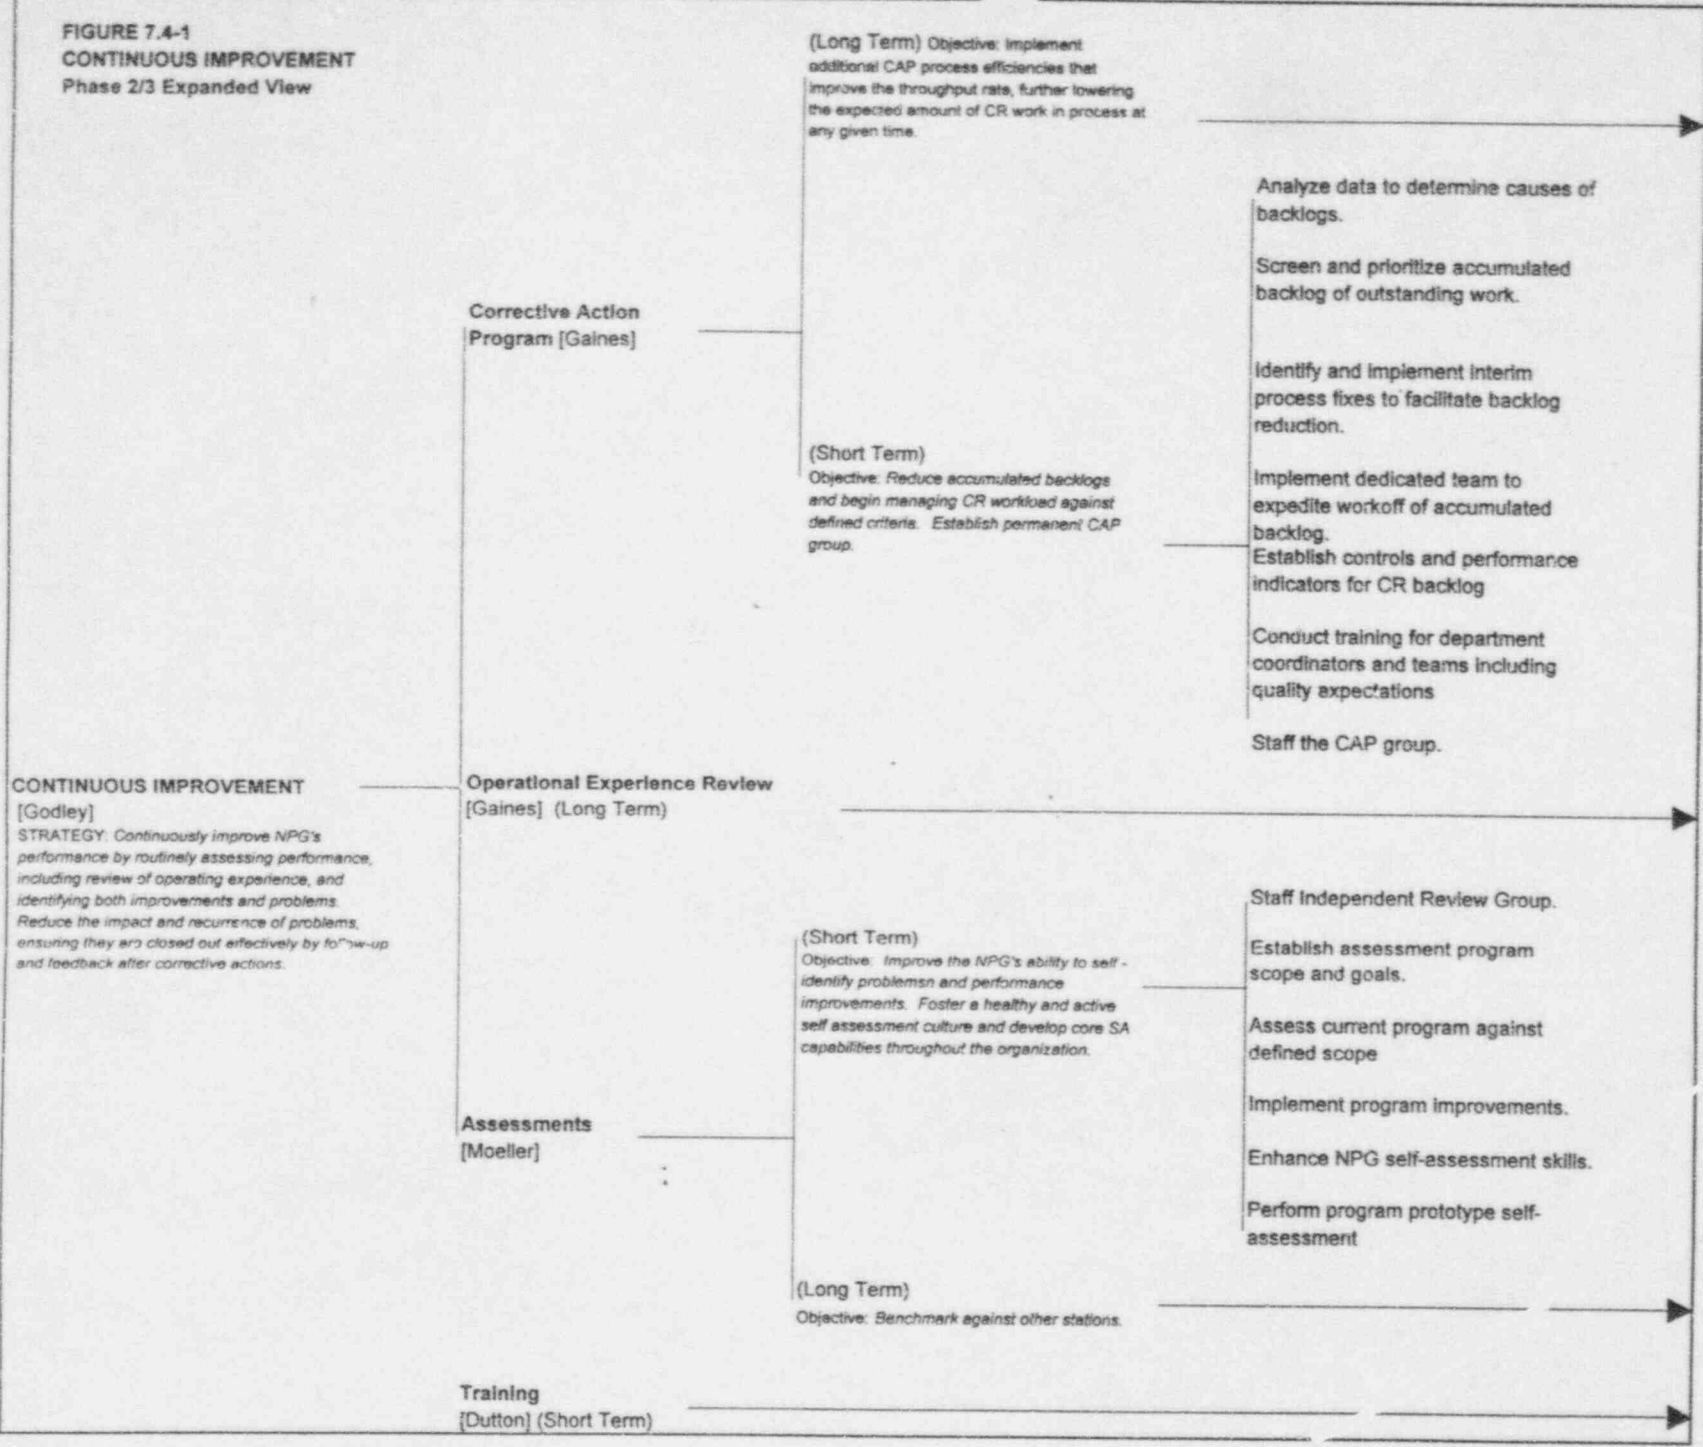 FIGURE 7.4-1
CONTINUOUS IMPROVEMENT
Phase 2/3 Expanded View
(Long Term) Objective: Implement
additional CAP process efficiencies that
improve the throughput rate, further lowering
the expected amount of CR work in process at
any given time.
Analyze data to determine causes of
backlogs.
Screen and prioritize accumulated
backlog of outstanding work.
Corrective Action
Program [Gaines]
Identify and implement interim
process fixes to facilitate backlog
reduction.
(Short Term)
Objective: Reduce accumulated backlogs
and begin managing CR workload against
defined criteria. Establish permanent CAP
group.
Implement dedicated team to
expedite workoff of accumulated
backlog.
Establish controls and performance
indicators for CR backlog
Conduct training for department
coordinators and teams including
quality expectations
Staff the CAP group.
CONTINUOUS IMPROVEMENT
[Godley]
STRATEGY: Continuously improve NPG's
performance by routinely assessing performance,
including review of operating experience, and
identifying both improvements and problems.
Reduce the impact and recurrence of problems,
ensuring they are closed out effectively by follow-up
and feedback after corrective actions.
Operational Experience Review
[Gaines] (Long Term)
Staff Independent Review Group.
(Short Term)
Objective: Improve the NPG's ability to self -
identify problemsn and performance
improvements. Foster a healthy and active
self assessment culture and develop core SA
capabilities throughout the organization.
Establish assessment program
scope and goals.
Assess current program against
defined scope
Implement program improvements.
Assessments
[Moeller]
Enhance NPG self-assessment skills.
Perform program prototype self-
assessment
(Long Term)
Objective: Benchmark against other stations.
Training
[Dutton] (Short Term)